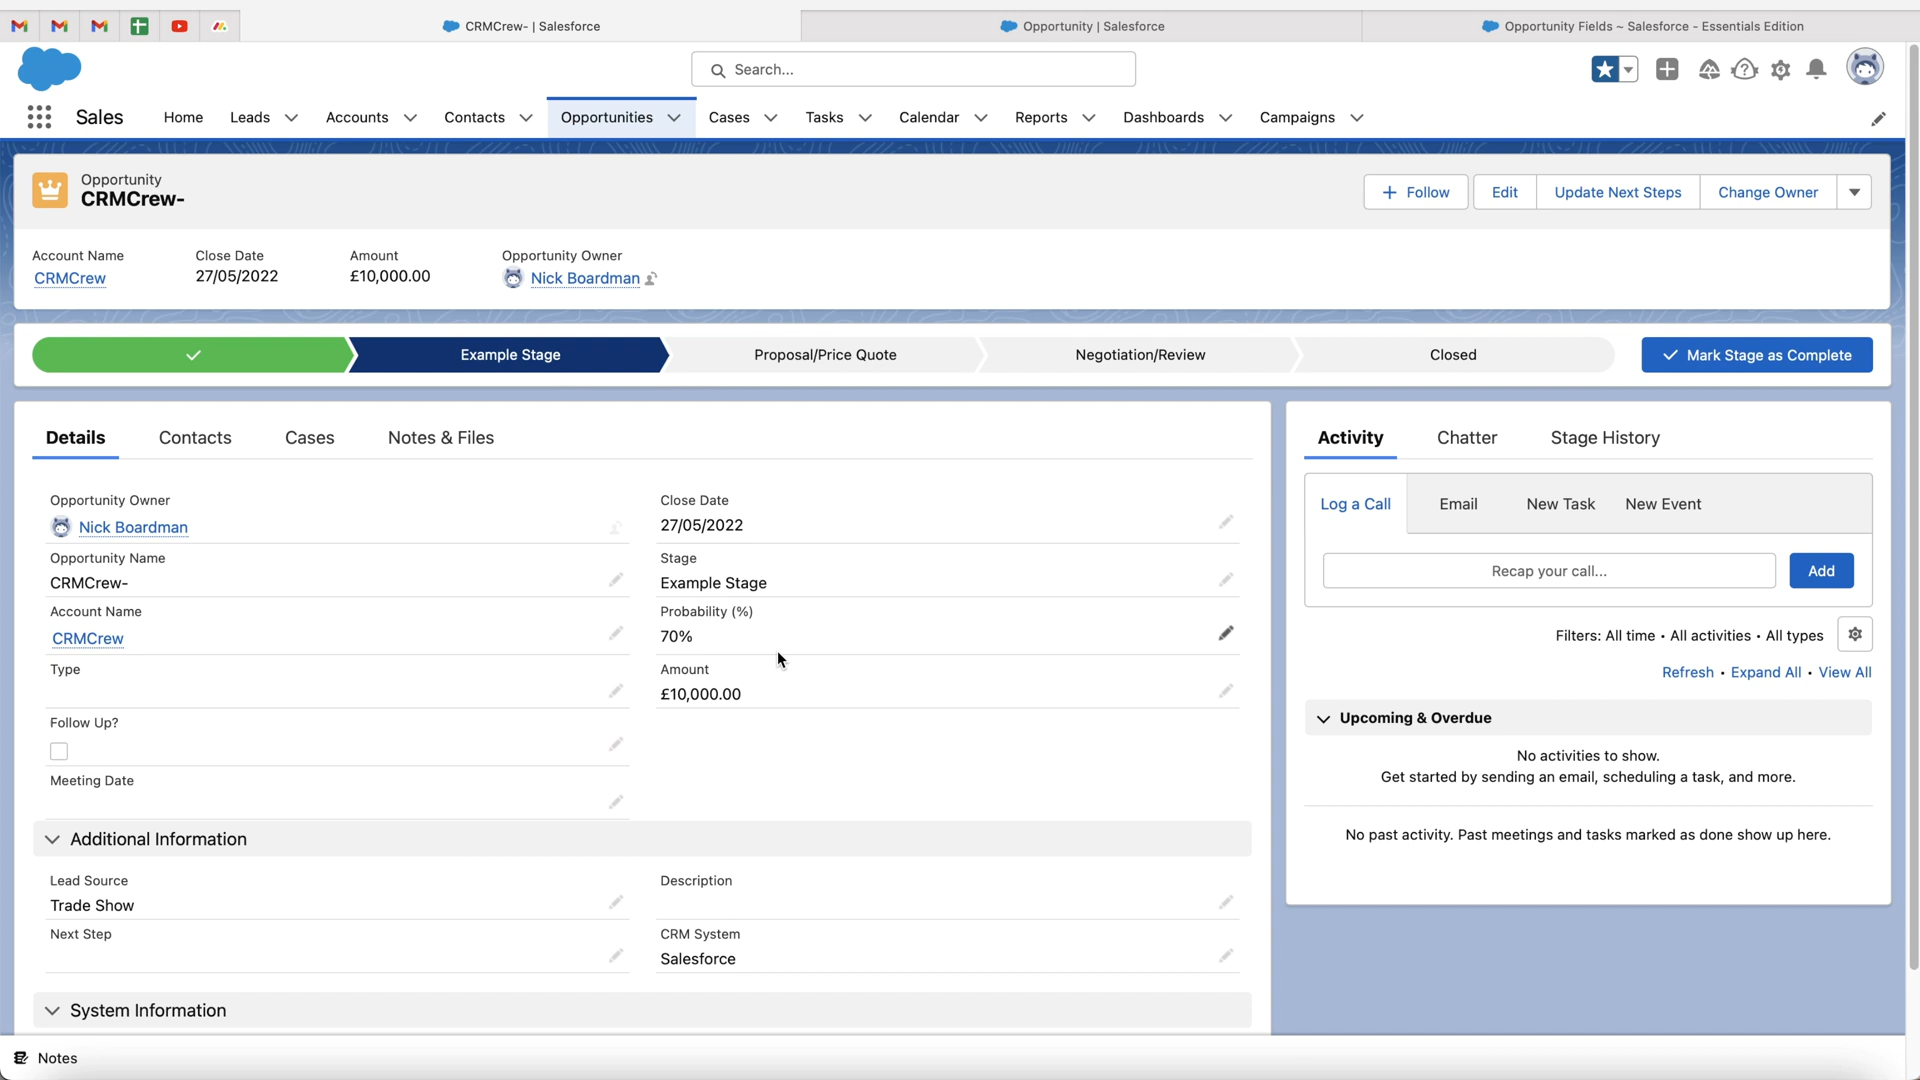 CRMCrew- | Salesforce
Opportunity | Salesforce
Opportunity Fields ~ Salesforce - Essentials Edition
Search...
Sales
Home
Leads
Accounts
Contacts
Opportunities
Cases
Tasks
Calendar
Reports
Dashboards
Campaigns
Opportunity
CRMCrew-
Follow
Edit
Update Next Steps
Change Owner
Account Name
Close Date
Amount
Opportunity Owner
CRMCrew
27/05/2022
£10,000.00
Nick Boardman
Example Stage
Proposal/Price Quote
Negotiation/Review
Closed
Mark Stage as Complete
Details
Contacts
Cases
Notes & Files
Opportunity Owner
Nick Boardman
Close Date
27/05/2022
Opportunity Name
CRMCrew-
Stage
Example Stage
Account Name
CRMCrew
Probability (%)
70%
Type
Amount
£10,000.00
Follow Up?
Meeting Date
Additional Information
Lead Source
Trade Show
Description
Next Step
CRM System
Salesforce
System Information
Activity
Chatter
Stage History
Log a Call
Email
New Task
New Event
Recap your call...
Add
Filters: All time • All activities • All types
Refresh • Expand All • View All
Upcoming & Overdue
No activities to show.
Get started by sending an email, scheduling a task, and more.
No past activity. Past meetings and tasks marked as done show up here.
Notes